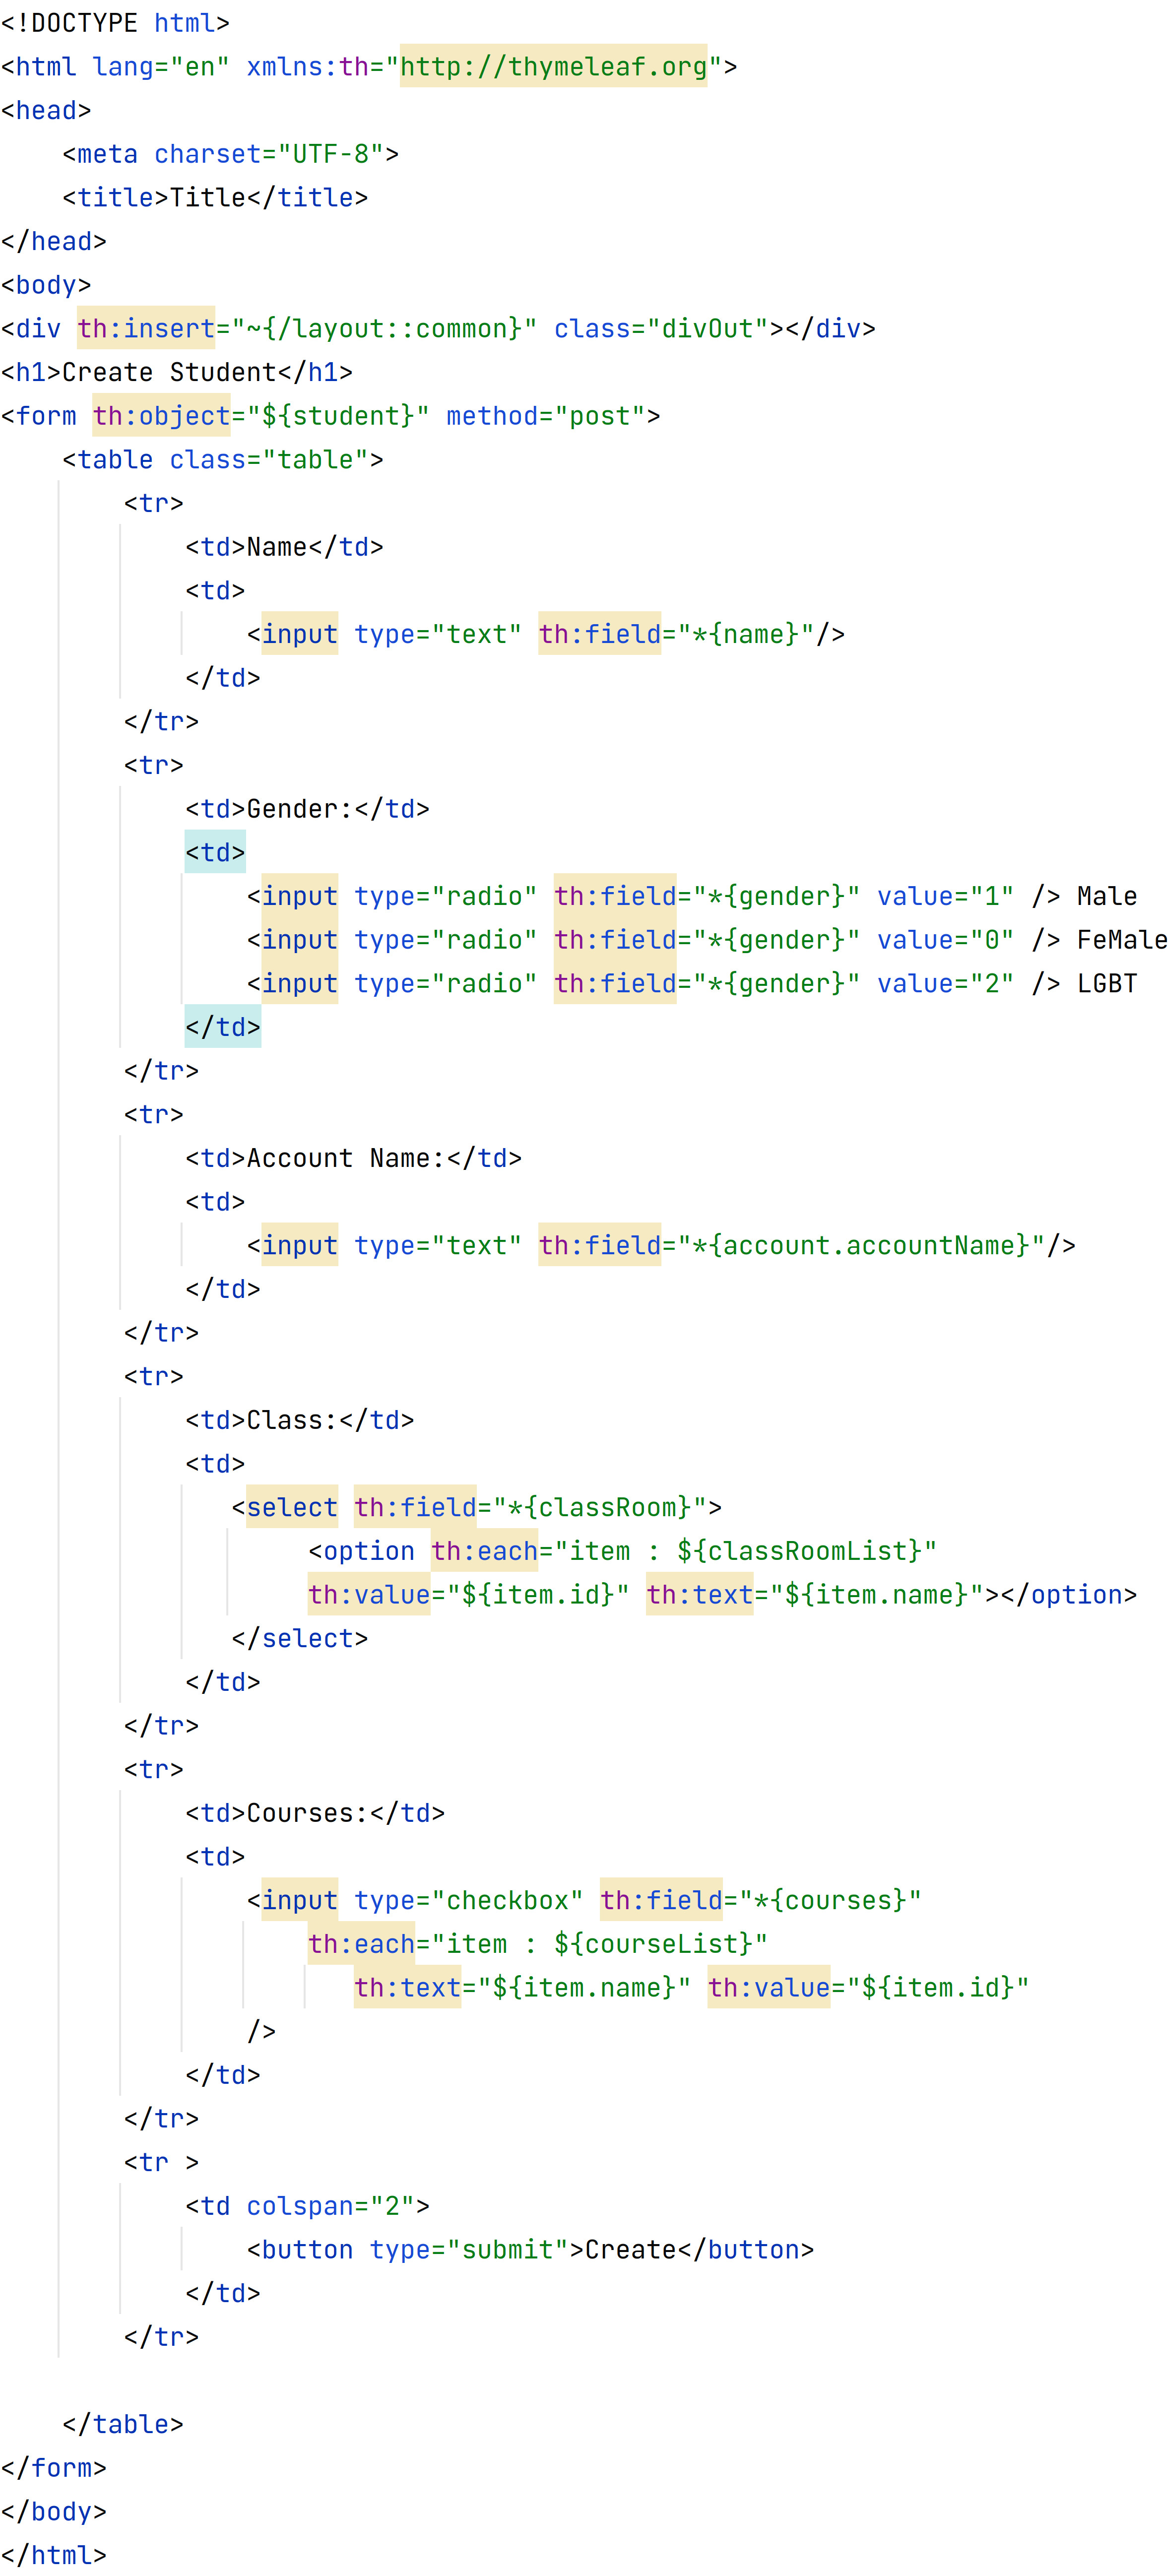 <!DOCTYPE html>
<html lang="en" xmlns:th="http://thymeleaf.org">
<head>
    <meta charset="UTF-8">
    <title>Title</title>
</head>
<body>
<div th:insert="~{/layout::common}" class="divOut"></div>
<h1>Create Student</h1>
<form th:object="${student}" method="post">
    <table class="table">
        <tr>
            <td>Name</td>
            <td>
                <input type="text" th:field="*{name}"/>
            </td>
        </tr>
        <tr>
            <td>Gender:</td>
            <td>
                <input type="radio" th:field="*{gender}" value="1" /> Male
                <input type="radio" th:field="*{gender}" value="0" /> FeMale
                <input type="radio" th:field="*{gender}" value="2" /> LGBT
            </td>
        </tr>
        <tr>
            <td>Account Name:</td>
            <td>
                <input type="text" th:field="*{account.accountName}"/>
            </td>
        </tr>
        <tr>
            <td>Class:</td>
            <td>
               <select th:field="*{classRoom}">
                    <option th:each="item : ${classRoomList}"
                    th:value="${item.id}" th:text="${item.name}"></option>
               </select>
            </td>
        </tr>
        <tr>
            <td>Courses:</td>
            <td>
                <input type="checkbox" th:field="*{courses}"
                    th:each="item : ${courseList}"
                       th:text="${item.name}" th:value="${item.id}"
                />
            </td>
        </tr>
        <tr >
            <td colspan="2">
                <button type="submit">Create</button>
            </td>
        </tr>

    </table>
</form>
</body>
</html>